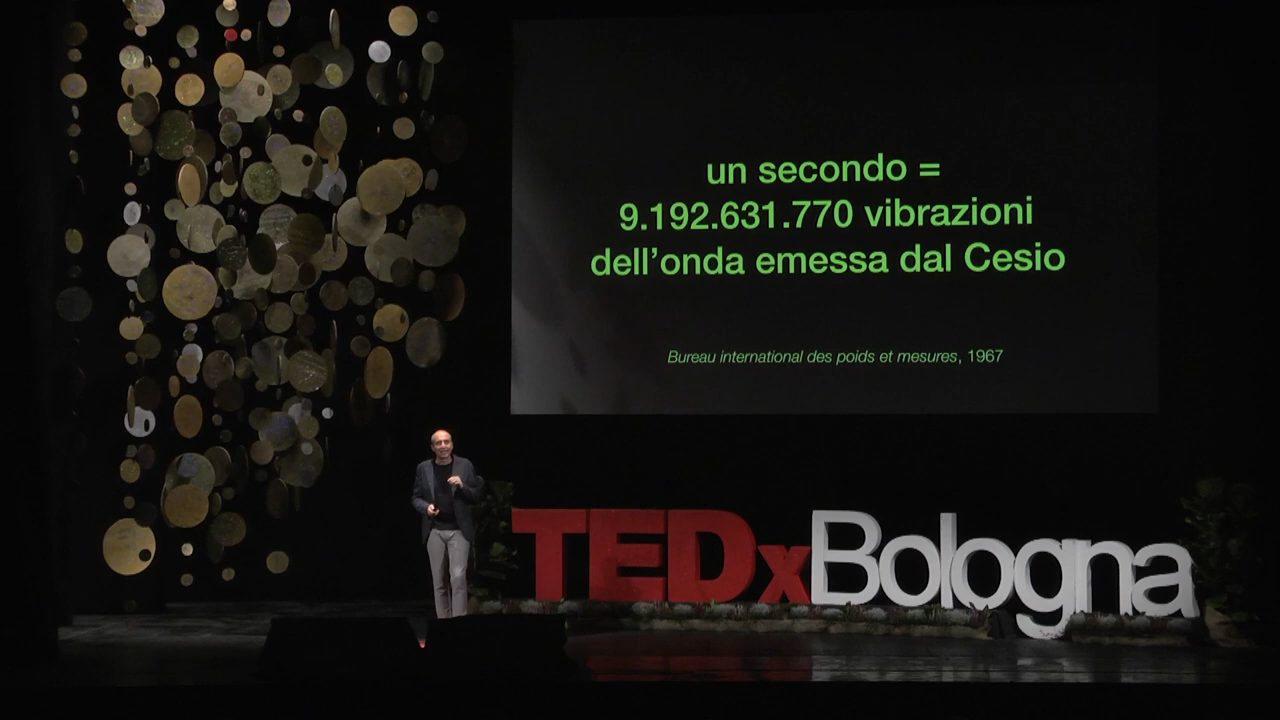 un secondo =
9.192.631.770 vibrazioni
dell’onda emessa dal Cesio
Bureau international des poids et mesures, 1967
TEDxBologna